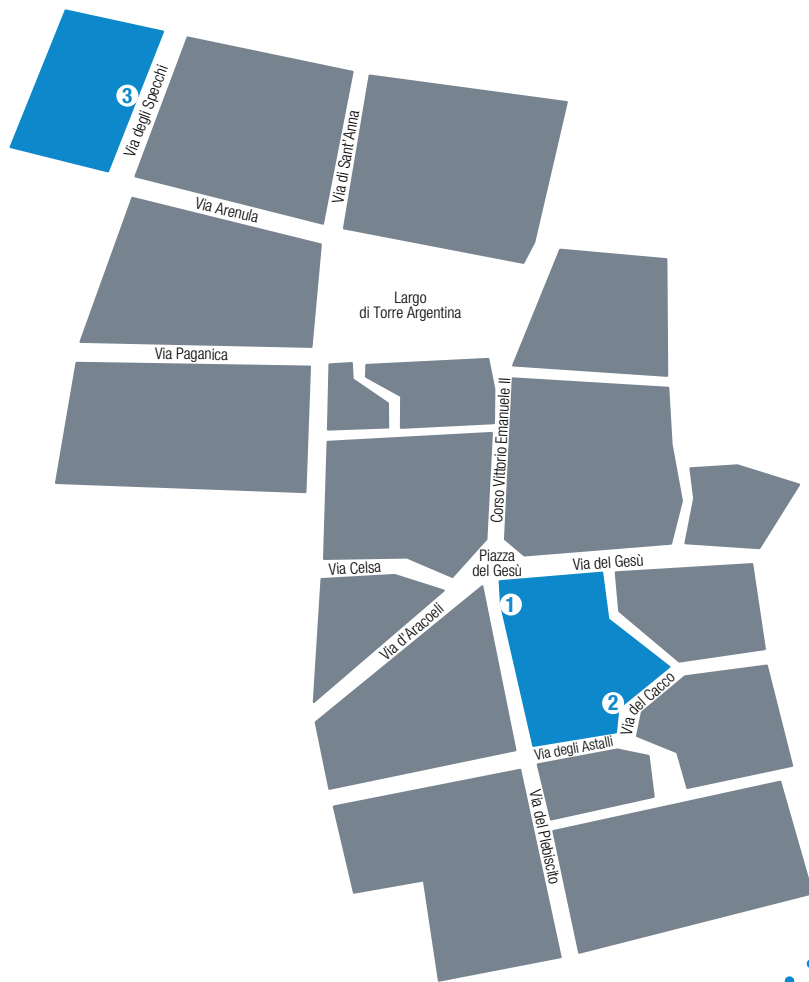 3
Via degli Specchi
Via di Sant'Anna
Via Arenula
Largo
di Torre Argentina
Via Paganica
Corso Vittorio Emanuele II
Piazza
del Gesù
Via del Gesù
Via Celsa
1
Via d'Aracoeli
2
Via del Cacco
Via degli Astalli
Via del Plebiscito